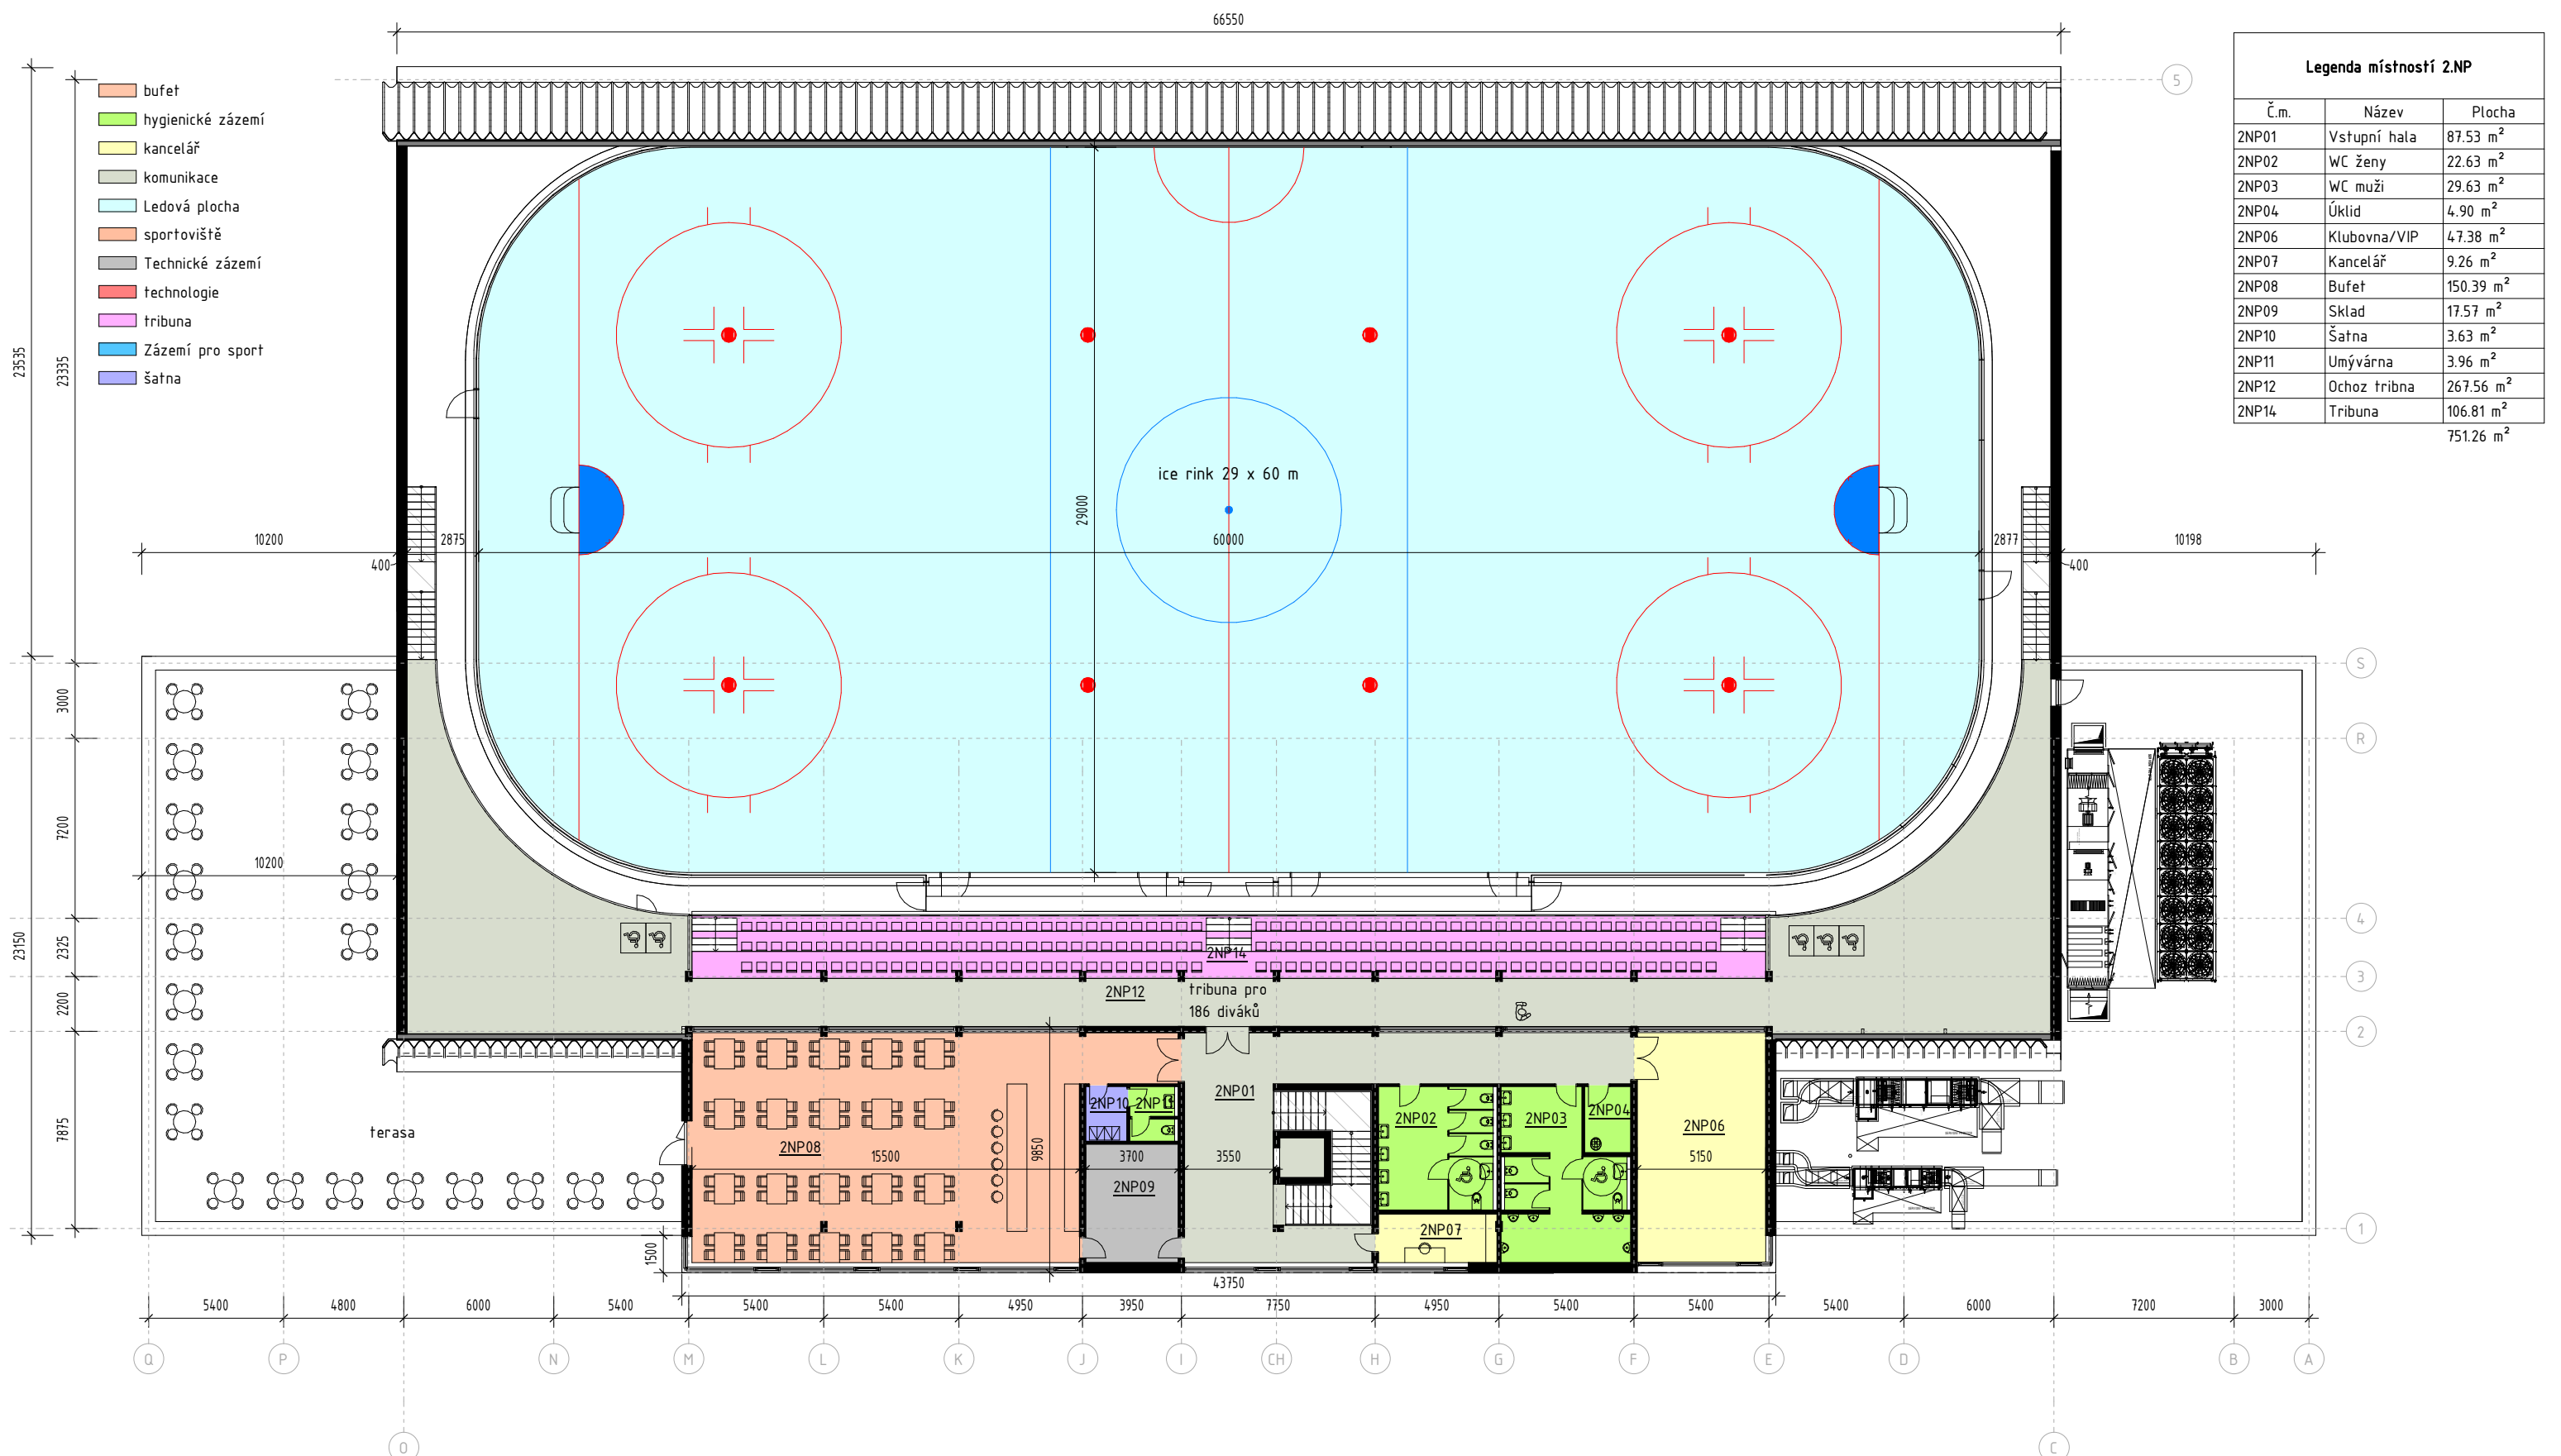 66550
bufet
hygienické zázemí
kancelář
komunikace
Ledová plocha
sportoviště
Technické zázemí
technologie
tribuna
Zázemí pro sport
šatna
Legenda místností 2.NP
Č.m. Název Plocha
2NP01 Vstupní hala 87.53 m²
2NP02 WC ženy 22.63 m²
2NP03 WC muži 29.63 m²
2NP04 Úklid 4.90 m²
2NP06 Klubovna/VIP 47.38 m²
2NP07 Kancelář 9.26 m²
2NP08 Bufet 150.39 m²
2NP09 Sklad 17.57 m²
2NP10 Šatna 3.63 m²
2NP11 Umývárna 3.96 m²
2NP12 Ochoz tribna 267.56 m²
2NP14 Tribuna 106.81 m²
751.26 m²
5
23535
23335
ice rink 29 x 60 m
29000
10200
400
2875
60000
2877
400
10198
S
3000
R
7200
10200
4
23150
2325
2NP14
3
2200
2NP12
tribuna pro
186 diváků
2
7875
terasa
2NP10
2NP11
2NP01
2NP02
2NP03
2NP04
2NP06
2NP08
15500
9850
3700
3550
5150
2NP09
2NP07
1
1500
43750
5400 4800 6000 5400 5400 5400 4950 3950 7750 4950 5400 5400 5400 6000 7200 3000
Q P N M L K J I CH H G F E D B A
O C